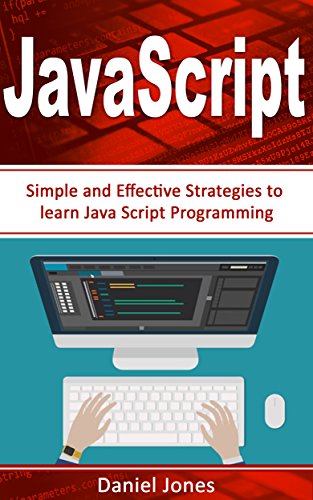 JavaScript
Simple and Effective Strategies to
learn Java Script Programming
Daniel Jones